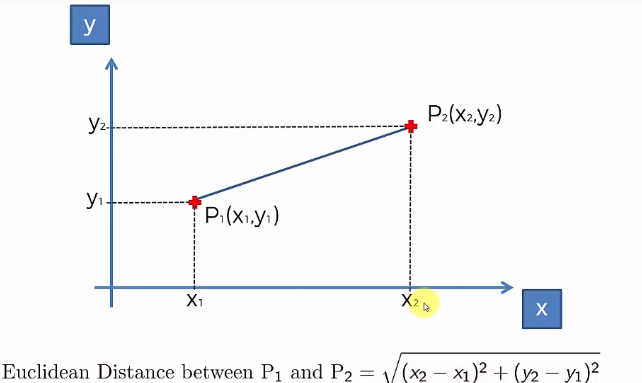 y
P₂(x₂,y₂)
y₂
y₁
P₁(x₁,y₁)
x₁
x₂
x
Euclidean Distance between P₁ and P₂ = √((x₂ − x₁)² + (y₂ − y₁)²)